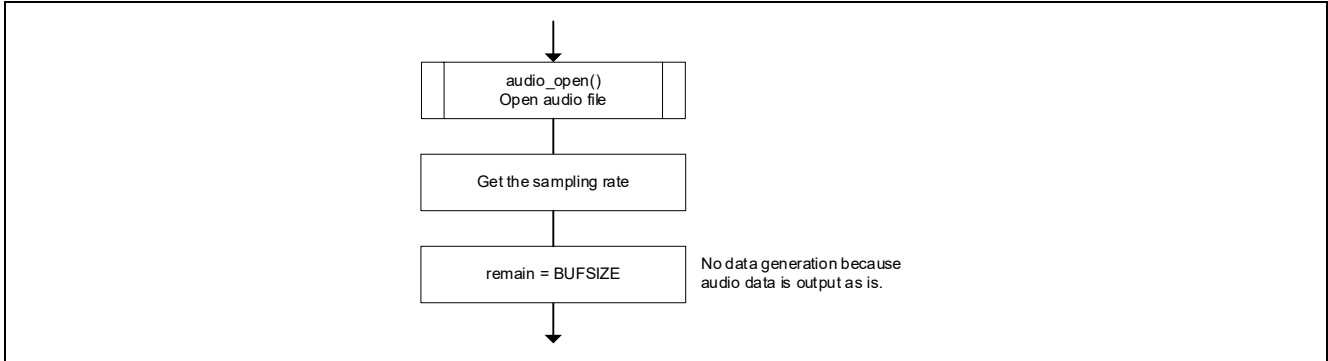 audio_open()
Open audio file
Get the sampling rate
remain = BUFSIZE
No data generation because
audio data is output as is.